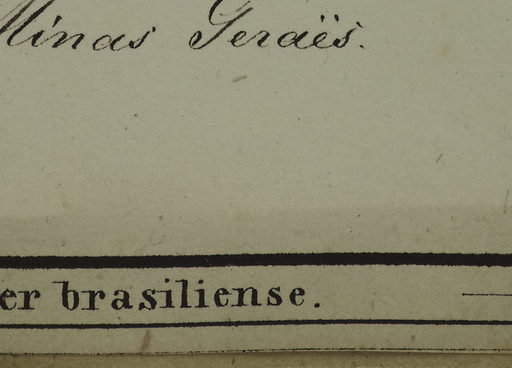 Minas Geraës.
er brasiliense.